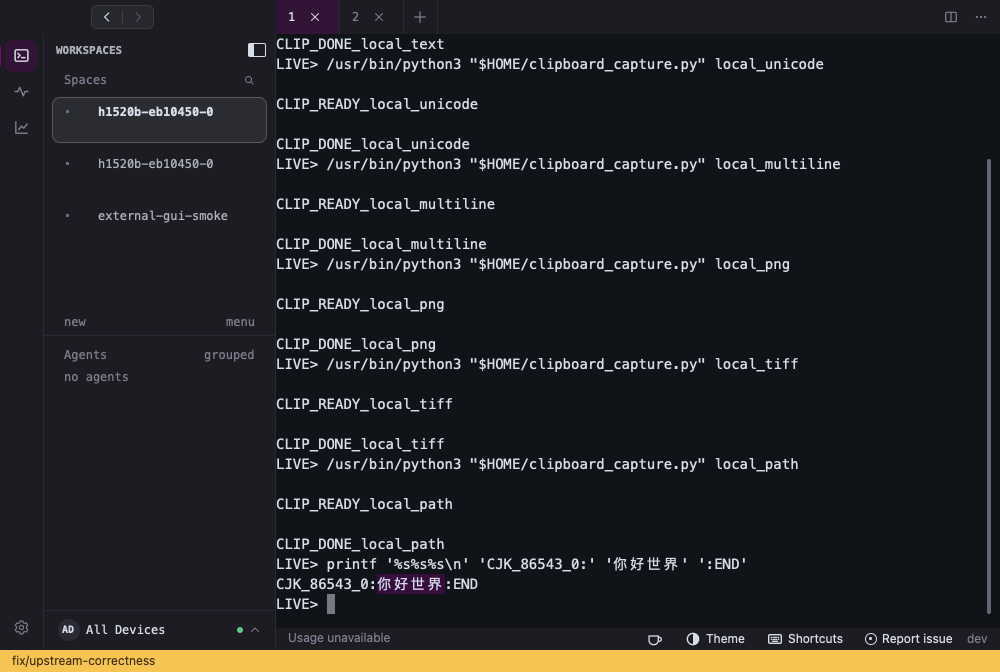 1
2
WORKSPACES
Spaces
h1520b-eb10450-0
h1520b-eb10450-0
external-gui-smoke
new menu
Agents grouped
no agents
AD All Devices
CLIP_DONE_local_text
LIVE> /usr/bin/python3 "$HOME/clipboard_capture.py" local_unicode
CLIP_READY_local_unicode
CLIP_DONE_local_unicode
LIVE> /usr/bin/python3 "$HOME/clipboard_capture.py" local_multiline
CLIP_READY_local_multiline
CLIP_DONE_local_multiline
LIVE> /usr/bin/python3 "$HOME/clipboard_capture.py" local_png
CLIP_READY_local_png
CLIP_DONE_local_png
LIVE> /usr/bin/python3 "$HOME/clipboard_capture.py" local_tiff
CLIP_READY_local_tiff
CLIP_DONE_local_tiff
LIVE> /usr/bin/python3 "$HOME/clipboard_capture.py" local_path
CLIP_READY_local_path
CLIP_DONE_local_path
LIVE> printf '%s%s%s\n' 'CJK_86543_0:' '你好世界' ':END'
CJK_86543_0:你好世界:END
LIVE>
Usage unavailable
Theme
Shortcuts
Report issue
dev
fix/upstream-correctness